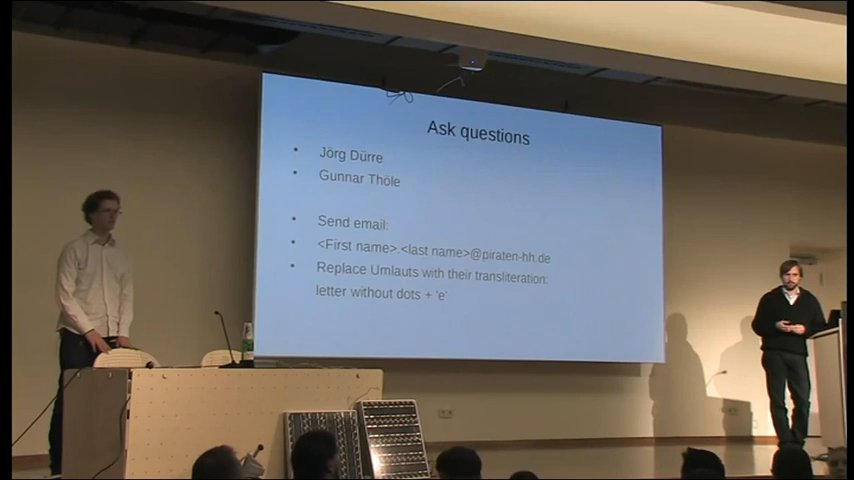 Ask questions
• Jörg Dürre
• Gunnar Thöle
• Send email:
• <First name>.<last name>@piraten-hh.de
• Replace Umlauts with their transliteration:
letter without dots + 'e'